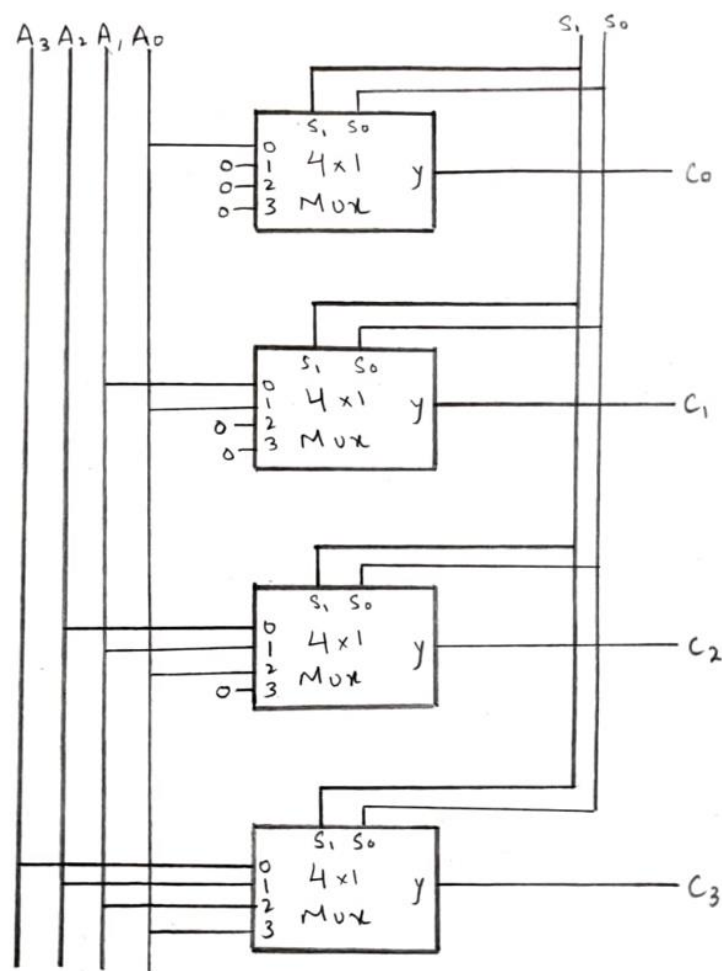 A3 A2 A1 A0
S1 S0
S1 S0
0
0 1 4x1 y C0
0 2
0 3 Mux
S1 S0
0
1 4x1 y C1
0 2
0 3 Mux
S1 S0
0
1 4x1 y C2
2 Mux
0 3
S1 S0
0
1 4x1 y C3
2 Mux
3